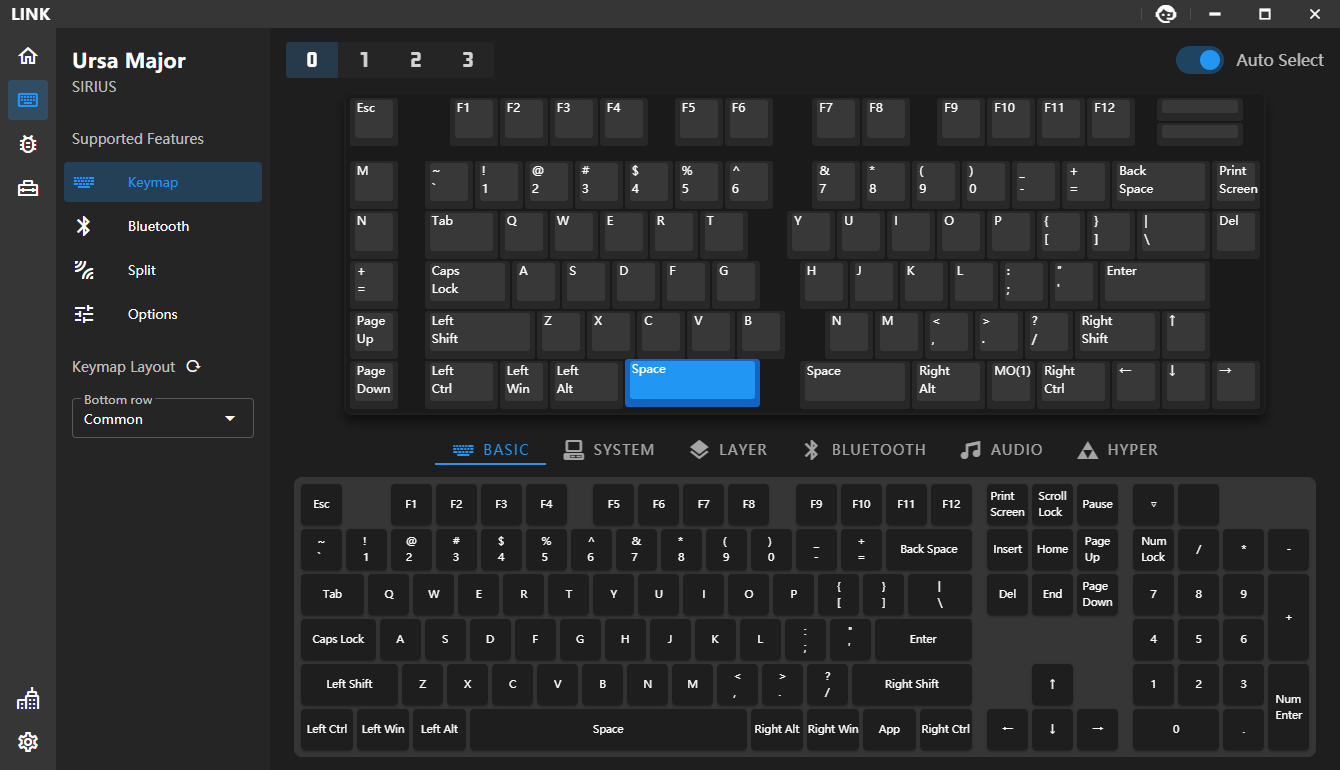 LINK
Ursa Major
SIRIUS
Supported Features
Keymap
Bluetooth
Split
Options
Keymap Layout
Bottom row
Common
0 1 2 3
Auto Select
Esc F1 F2 F3 F4 F5 F6 F7 F8 F9 F10 F11 F12
M ~ ! @ # $ % ^ & * ( ) _ + Back Print
` 1 2 3 4 5 6 7 8 9 0 - = Space Screen
N Tab Q W E R T Y U I O P { } | Del
[ ] \
+ Caps A S D F G H J K L : " Enter
= Lock ; '
Page Left Z X C V B N M < > ? Right ↑
Up Shift , . / Shift
Page Left Left Left Space Space Right MO(1) Right ← ↓ →
Down Ctrl Win Alt Alt Ctrl
BASIC SYSTEM LAYER BLUETOOTH AUDIO HYPER
Esc F1 F2 F3 F4 F5 F6 F7 F8 F9 F10 F11 F12 Print Scroll Pause ▿
Screen Lock
~ ! @ # $ % ^ & * ( ) _ + Back Space Insert Home Page Num / * -
` 1 2 3 4 5 6 7 8 9 0 - = Up Lock
Tab Q W E R T Y U I O P { } | Del End Page 7 8 9 +
[ ] \ Down
Caps Lock A S D F G H J K L : " Enter 4 5 6
; '
Left Shift Z X C V B N M < > ? Right Shift ↑ 1 2 3 Num
, . / Enter
Left Ctrl Left Win Left Alt Space Right Alt Right Win App Right Ctrl ← ↓ → 0 .